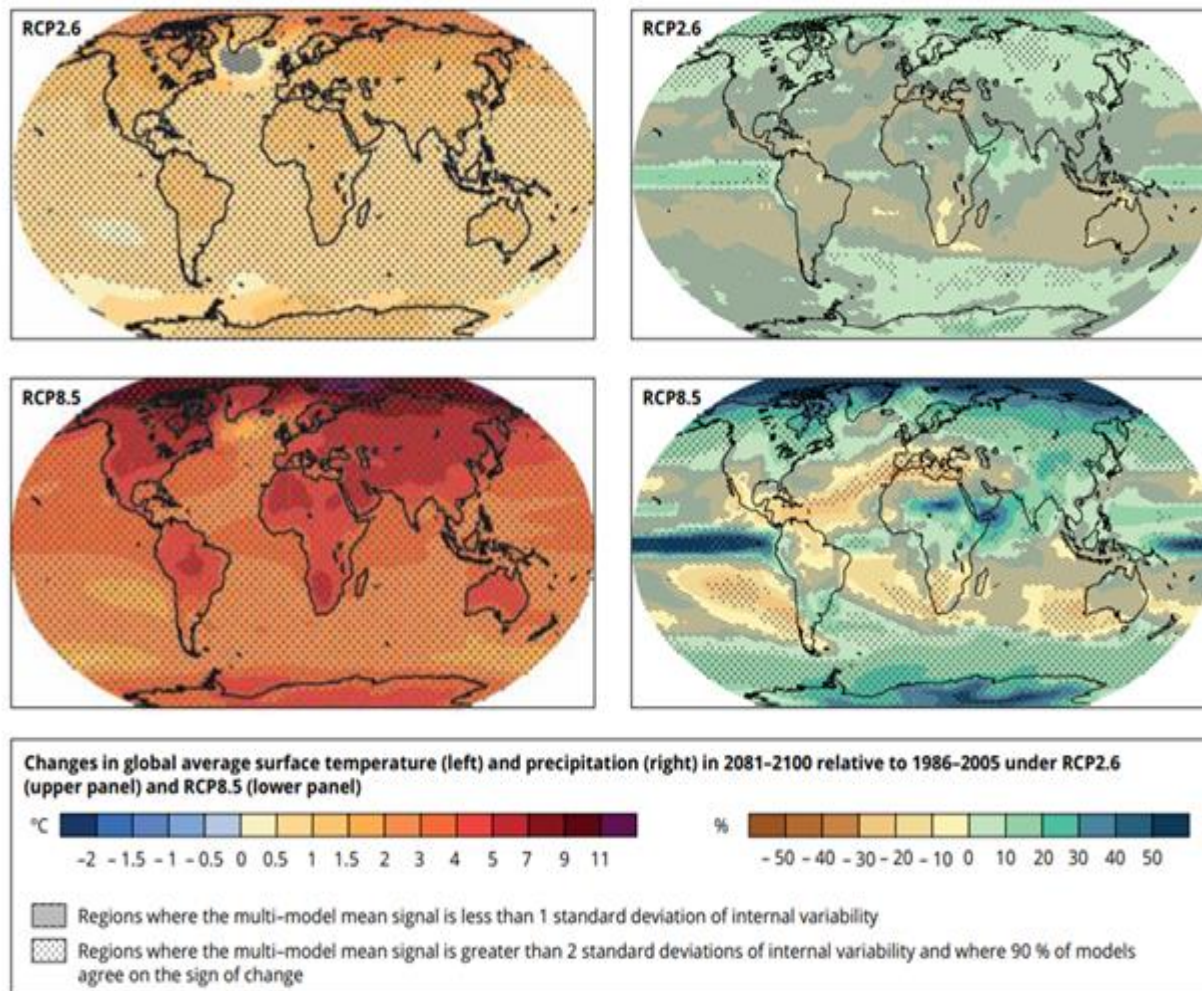 RCP2.6
RCP2.6
RCP8.5
RCP8.5
Changes in global average surface temperature (left) and precipitation (right) in 2081–2100 relative to 1986–2005 under RCP2.6
(upper panel) and RCP8.5 (lower panel)
°C
–2 –1.5 –1 –0.5 0 0.5 1 1.5 2 3 4 5 7 9 11
%
–50 –40 –30 –20 –10 0 10 20 30 40 50
Regions where the multi–model mean signal is less than 1 standard deviation of internal variability
Regions where the multi–model mean signal is greater than 2 standard deviations of internal variability and where 90 % of models
agree on the sign of change